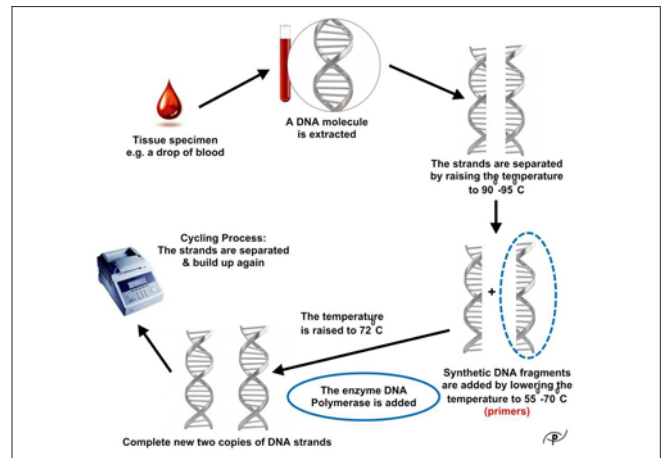 Tissue specimen
e.g. a drop of blood
A DNA molecule
is extracted
The strands are separated
by raising the temperature
to 90°-95°C
Synthetic DNA fragments
are added by lowering the
temperature to 55°-70°C
(primers)
+
The temperature
is raised to 72°C
The enzyme DNA
Polymerase is added
Complete new two copies of DNA strands
Cycling Process:
The strands are separated
& build up again